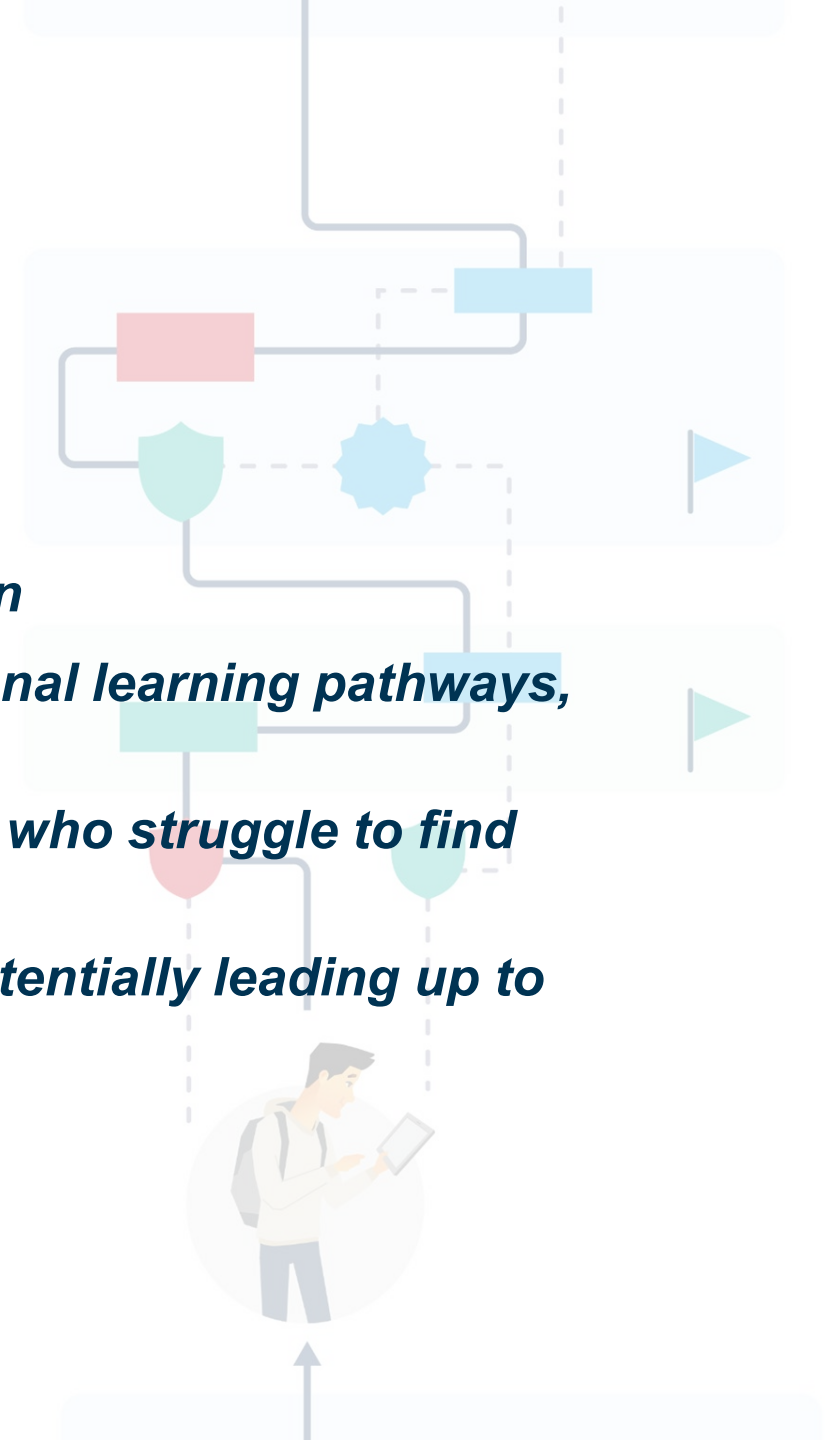 n
nal learning pathways,
who struggle to find
tentially leading up to